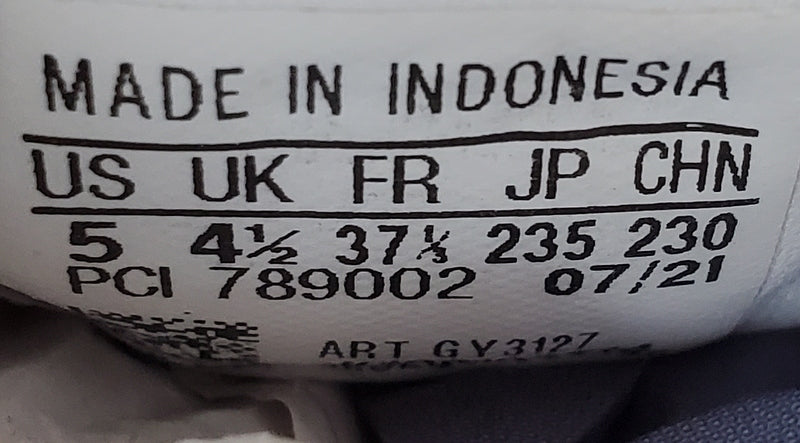 MADE IN INDONESIA
US UK FR JP CHN
5 4½ 37⅓ 235 230
PCI 789002 07/21
ART GY3127